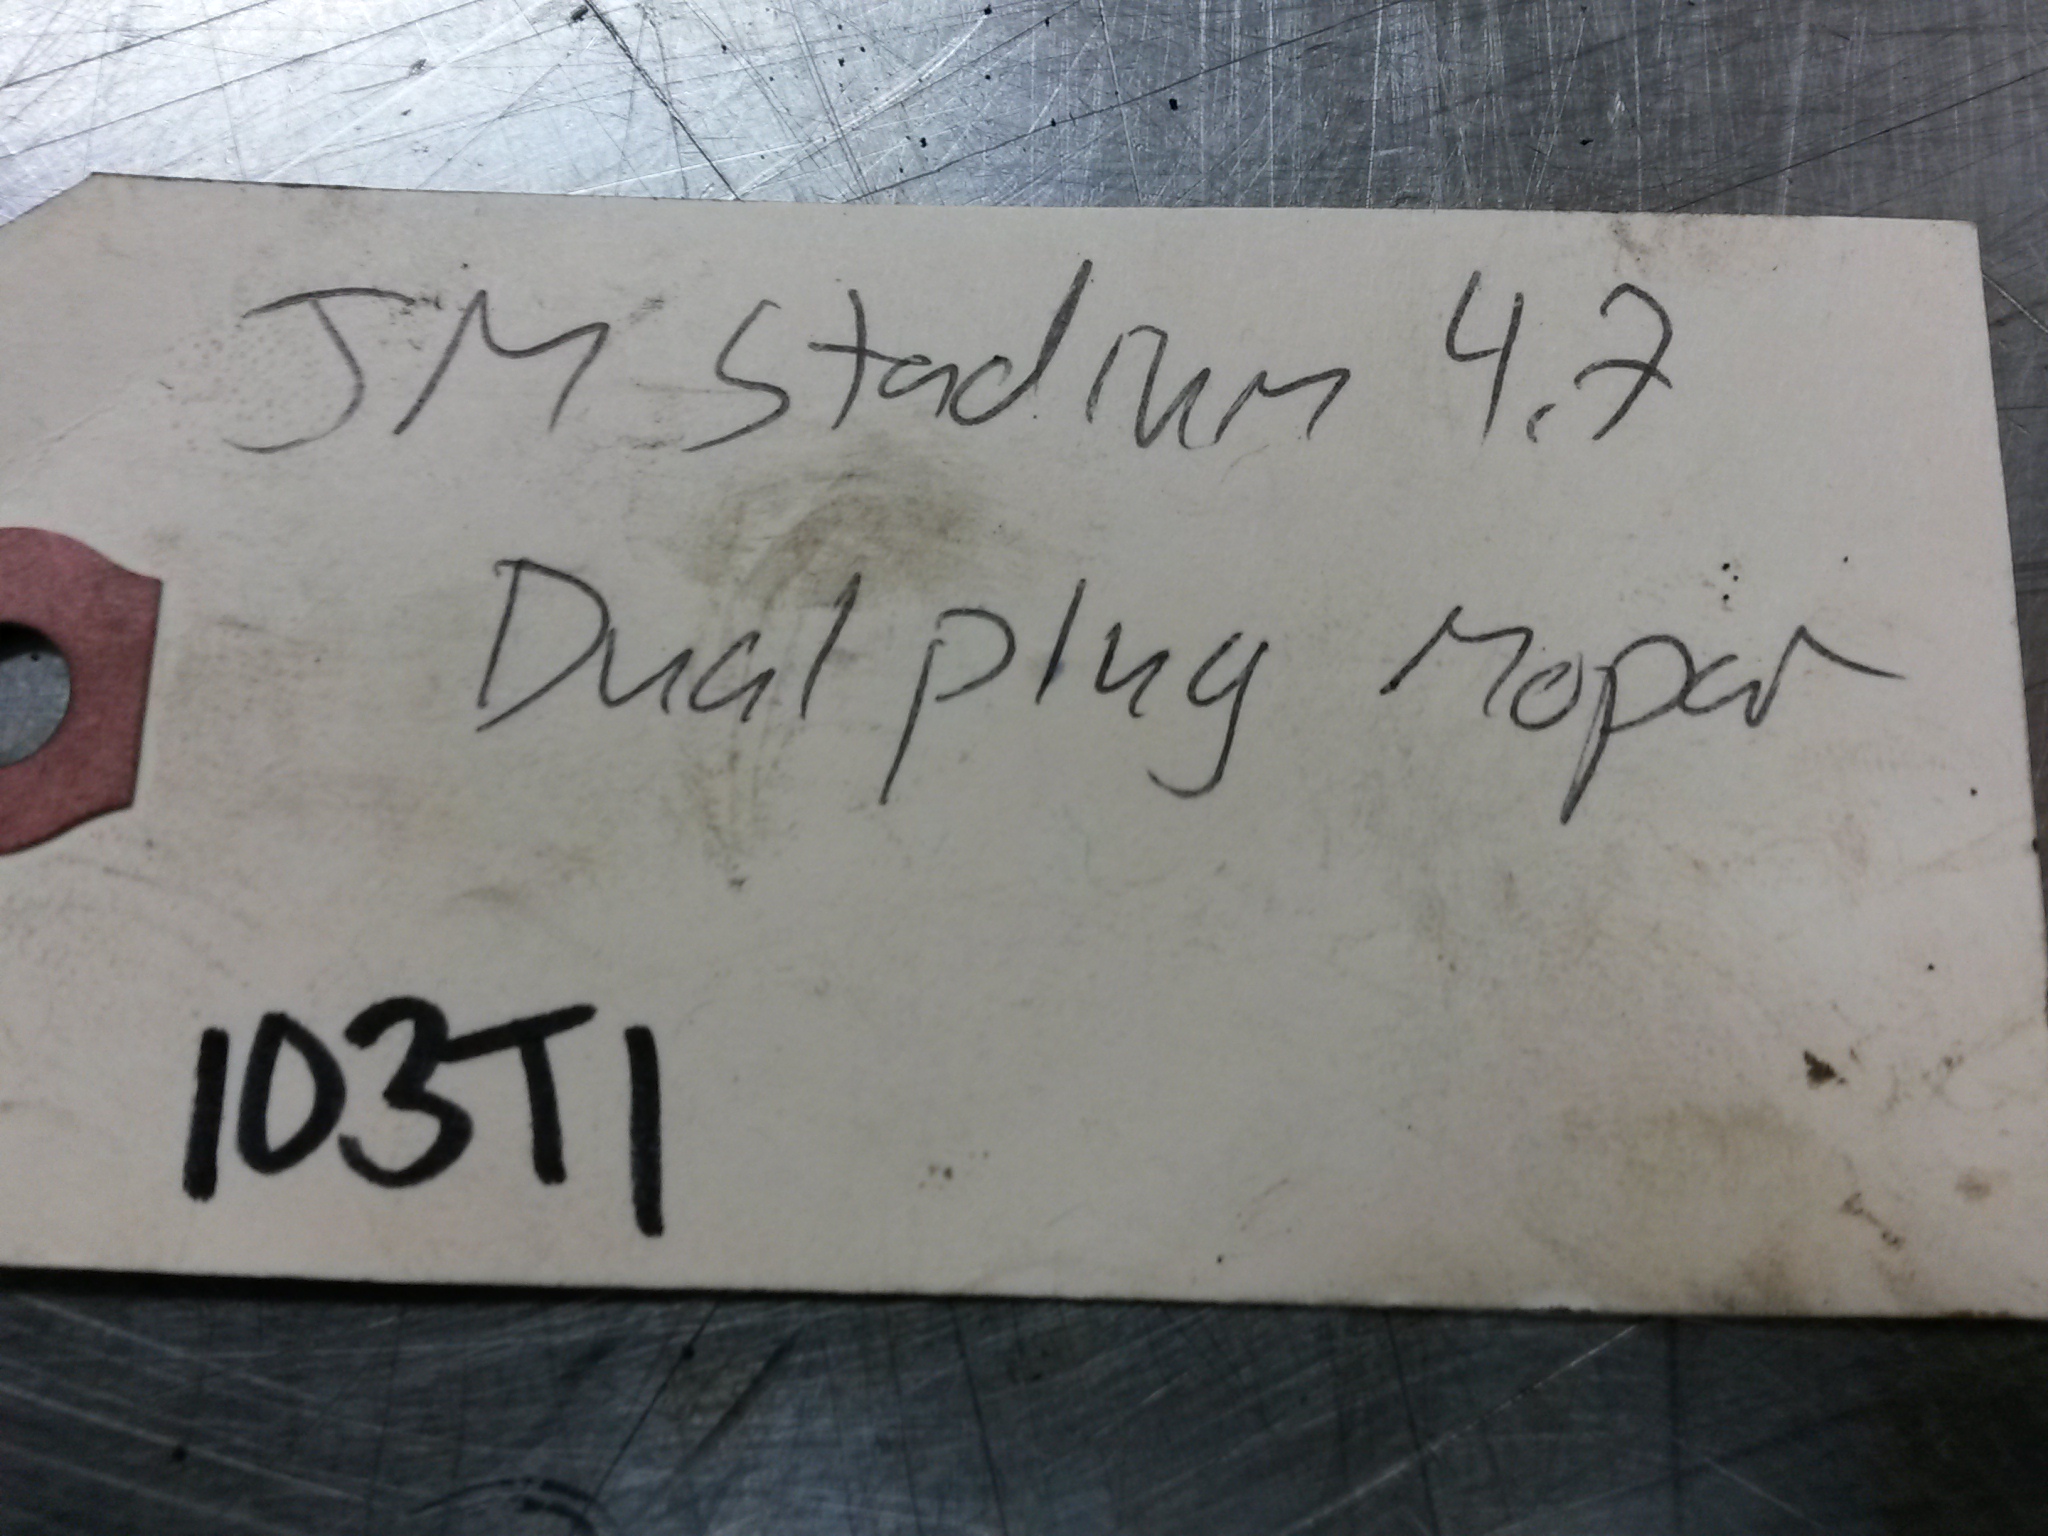 JM Stadium 4.7
Dual plug mopar
103T1